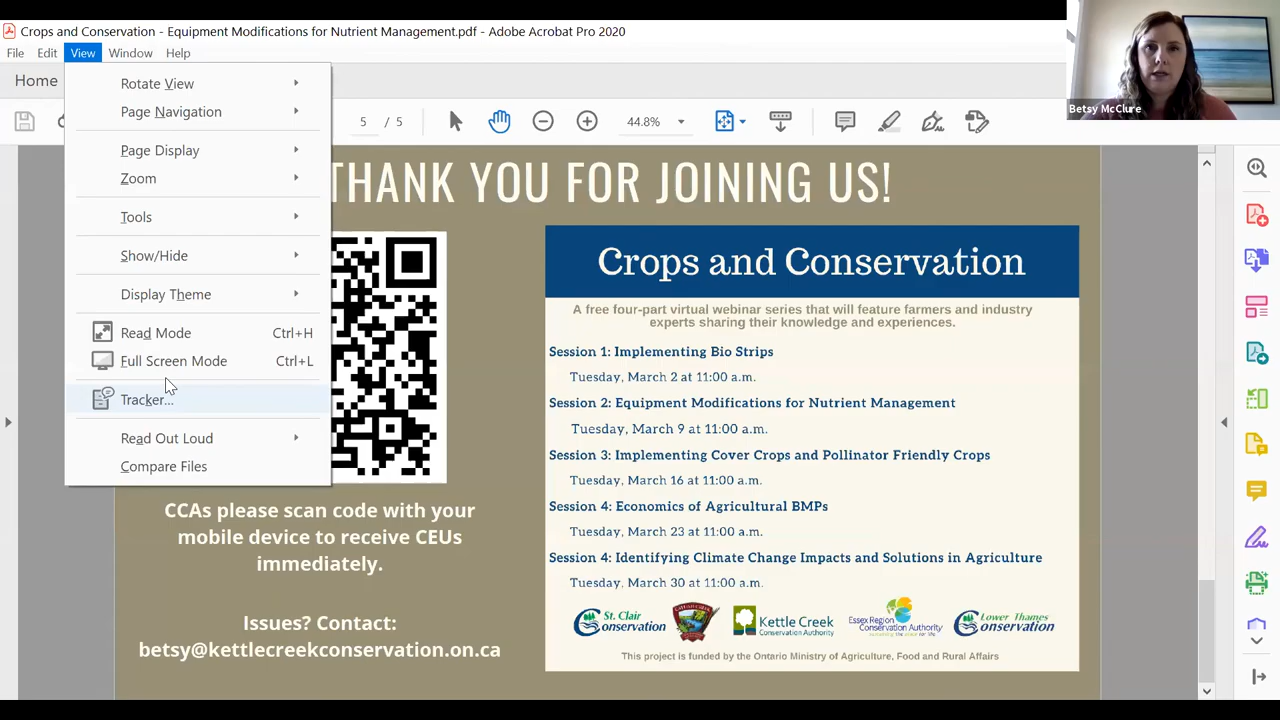 Crops and Conservation - Equipment Modifications for Nutrient Management.pdf - Adobe Acrobat Pro 2020
File Edit View Window Help
Home
Rotate View
Page Navigation
Page Display
Zoom
Tools
Show/Hide
Display Theme
Read Mode Ctrl+H
Full Screen Mode Ctrl+L
Tracker...
Read Out Loud
Compare Files
5 / 5
44.8%
Betsy McClure
THANK YOU FOR JOINING US!
CCAs please scan code with your
mobile device to receive CEUs
immediately.
Issues? Contact:
betsy@kettlecreekconservation.on.ca
Crops and Conservation
A free four-part virtual webinar series that will feature farmers and industry
experts sharing their knowledge and experiences.
Session 1: Implementing Bio Strips
Tuesday, March 2 at 11:00 a.m.
Session 2: Equipment Modifications for Nutrient Management
Tuesday, March 9 at 11:00 a.m.
Session 3: Implementing Cover Crops and Pollinator Friendly Crops
Tuesday, March 16 at 11:00 a.m.
Session 4: Economics of Agricultural BMPs
Tuesday, March 23 at 11:00 a.m.
Session 4: Identifying Climate Change Impacts and Solutions in Agriculture
Tuesday, March 30 at 11:00 a.m.
St. Clair
Conservation
Kettle Creek
Conservation Authority
Essex Region
Conservation Authority
Lower Thames
Conservation
This project is funded by the Ontario Ministry of Agriculture, Food and Rural Affairs